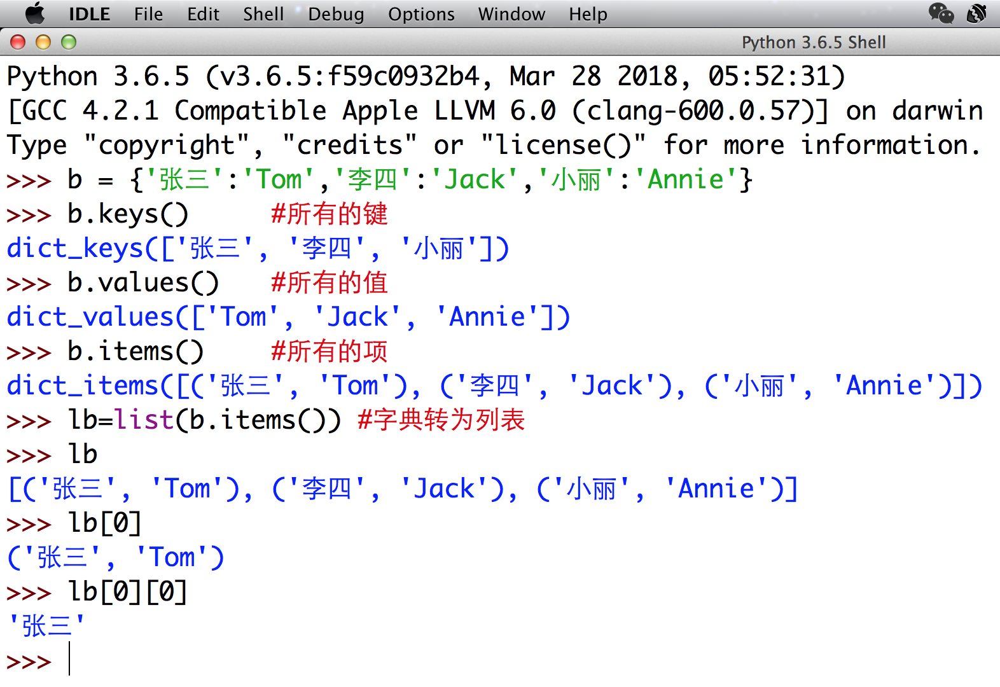 IDLE File Edit Shell Debug Options Window Help
Python 3.6.5 Shell
Python 3.6.5 (v3.6.5:f59c0932b4, Mar 28 2018, 05:52:31)
[GCC 4.2.1 Compatible Apple LLVM 6.0 (clang-600.0.57)] on darwin
Type "copyright", "credits" or "license()" for more information.
>>> b = {'张三':'Tom','李四':'Jack','小丽':'Annie'}
>>> b.keys()     #所有的键
dict_keys(['张三', '李四', '小丽'])
>>> b.values()   #所有的值
dict_values(['Tom', 'Jack', 'Annie'])
>>> b.items()    #所有的项
dict_items([('张三', 'Tom'), ('李四', 'Jack'), ('小丽', 'Annie')])
>>> lb=list(b.items()) #字典转为列表
>>> lb
[('张三', 'Tom'), ('李四', 'Jack'), ('小丽', 'Annie')]
>>> lb[0]
('张三', 'Tom')
>>> lb[0][0]
'张三'
>>>